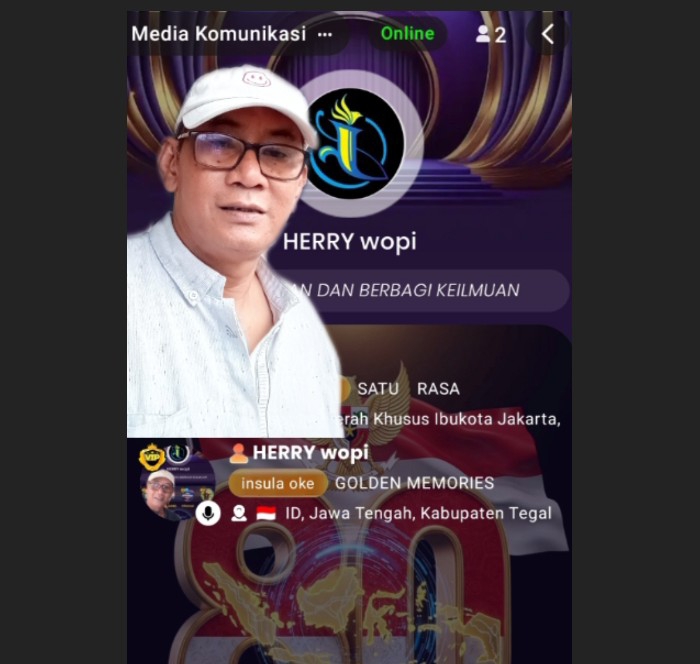 Media Komunikasi ...
Online
2
HERRY wopi
AN DAN BERBAGI KEILMUAN
SATU RASA
erah Khusus Ibukota Jakarta,
VIP
HERRY wopi
insula oke GOLDEN MEMORIES
ID, Jawa Tengah, Kabupaten Tegal
80